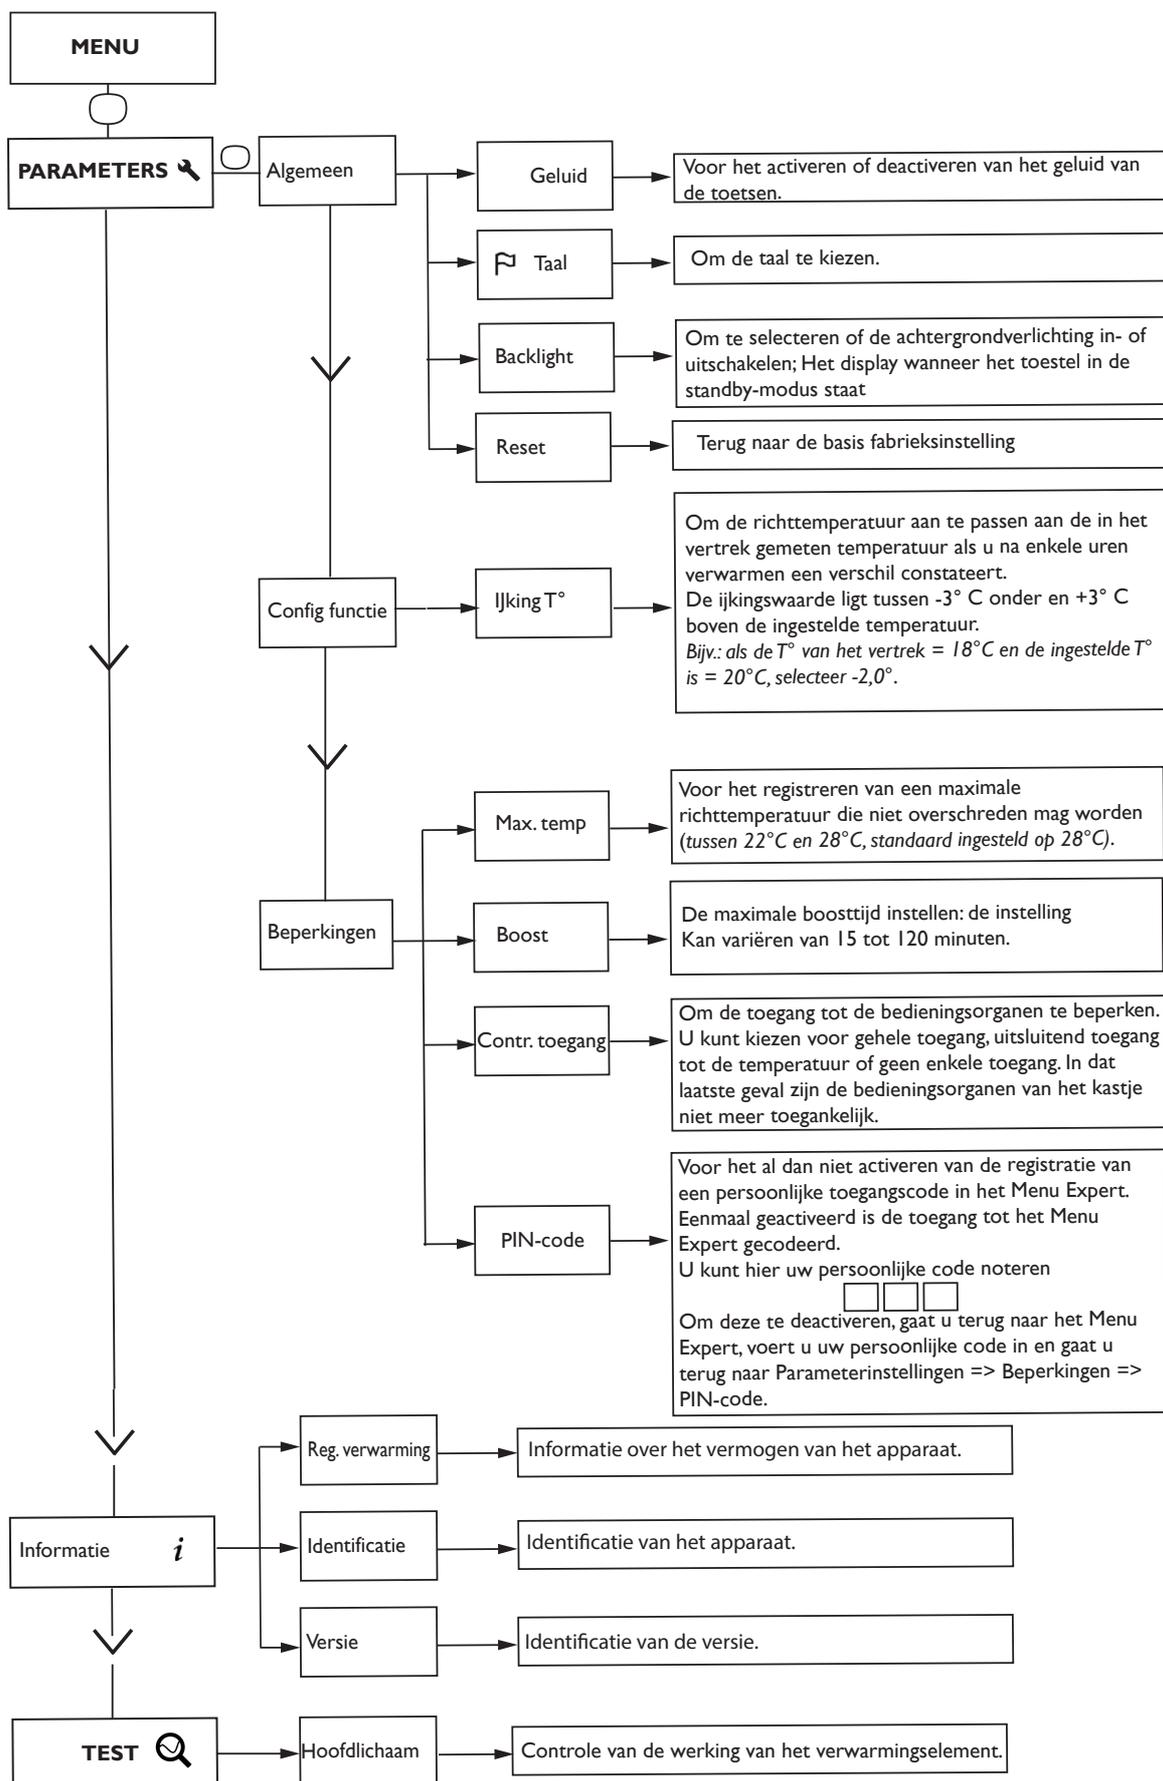 MENU
PARAMETERS
Algemeen
Geluid
Voor het activeren of deactiveren van het geluid van
de toetsen.
Taal
Om de taal te kiezen.
Backlight
Om te selecteren of de achtergrondverlichting in- of
uitschakelen; Het display wanneer het toestel in de
standby-modus staat
Reset
Terug naar de basis fabrieksinstelling
Config functie
IJking T°
Om de richttemperatuur aan te passen aan de in het
vertrek gemeten temperatuur als u na enkele uren
verwarmen een verschil constateert.
De ijkingswaarde ligt tussen -3° C onder en +3° C
boven de ingestelde temperatuur.
Bijv.: als de T° van het vertrek = 18°C en de ingestelde T°
is = 20°C, selecteer -2,0°.
Beperkingen
Max. temp
Voor het registreren van een maximale
richttemperatuur die niet overschreden mag worden
(tussen 22°C en 28°C, standaard ingesteld op 28°C).
Boost
De maximale boosttijd instellen: de instelling
Kan variëren van 15 tot 120 minuten.
Contr. toegang
Om de toegang tot de bedieningsorganen te beperken.
U kunt kiezen voor gehele toegang, uitsluitend toegang
tot de temperatuur of geen enkele toegang. In dat
laatste geval zijn de bedieningsorganen van het kastje
niet meer toegankelijk.
PIN-code
Voor het al dan niet activeren van de registratie van
een persoonlijke toegangscode in het Menu Expert.
Eenmaal geactiveerd is de toegang tot het Menu
Expert gecodeerd.
U kunt hier uw persoonlijke code noteren
Om deze te deactiveren, gaat u terug naar het Menu
Expert, voert u uw persoonlijke code in en gaat u
terug naar Parameterinstellingen => Beperkingen =>
PIN-code.
Informatie i
Reg. verwarming
Informatie over het vermogen van het apparaat.
Identificatie
Identificatie van het apparaat.
Versie
Identificatie van de versie.
TEST
Hoofdlichaam
Controle van de werking van het verwarmingselement.